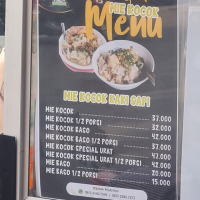 MIE KOCOK
Menu
MIE KOCOK KAKI SAPI
MIE KOCOK 37.000
MIE KOCOK 1/2 PORSI 32.000
MIE KOCOK BASO 42.000
MIE KOCOK BASO 1/2 PORSI 37.000
MIE KOCOK SPECIAL URAT 47.000
MIE KOCOK SPECIAL URAT 1/2 PORSI 42.000
MIE BASO 20.000
MIE BASO 1/2 PORSI 15.000